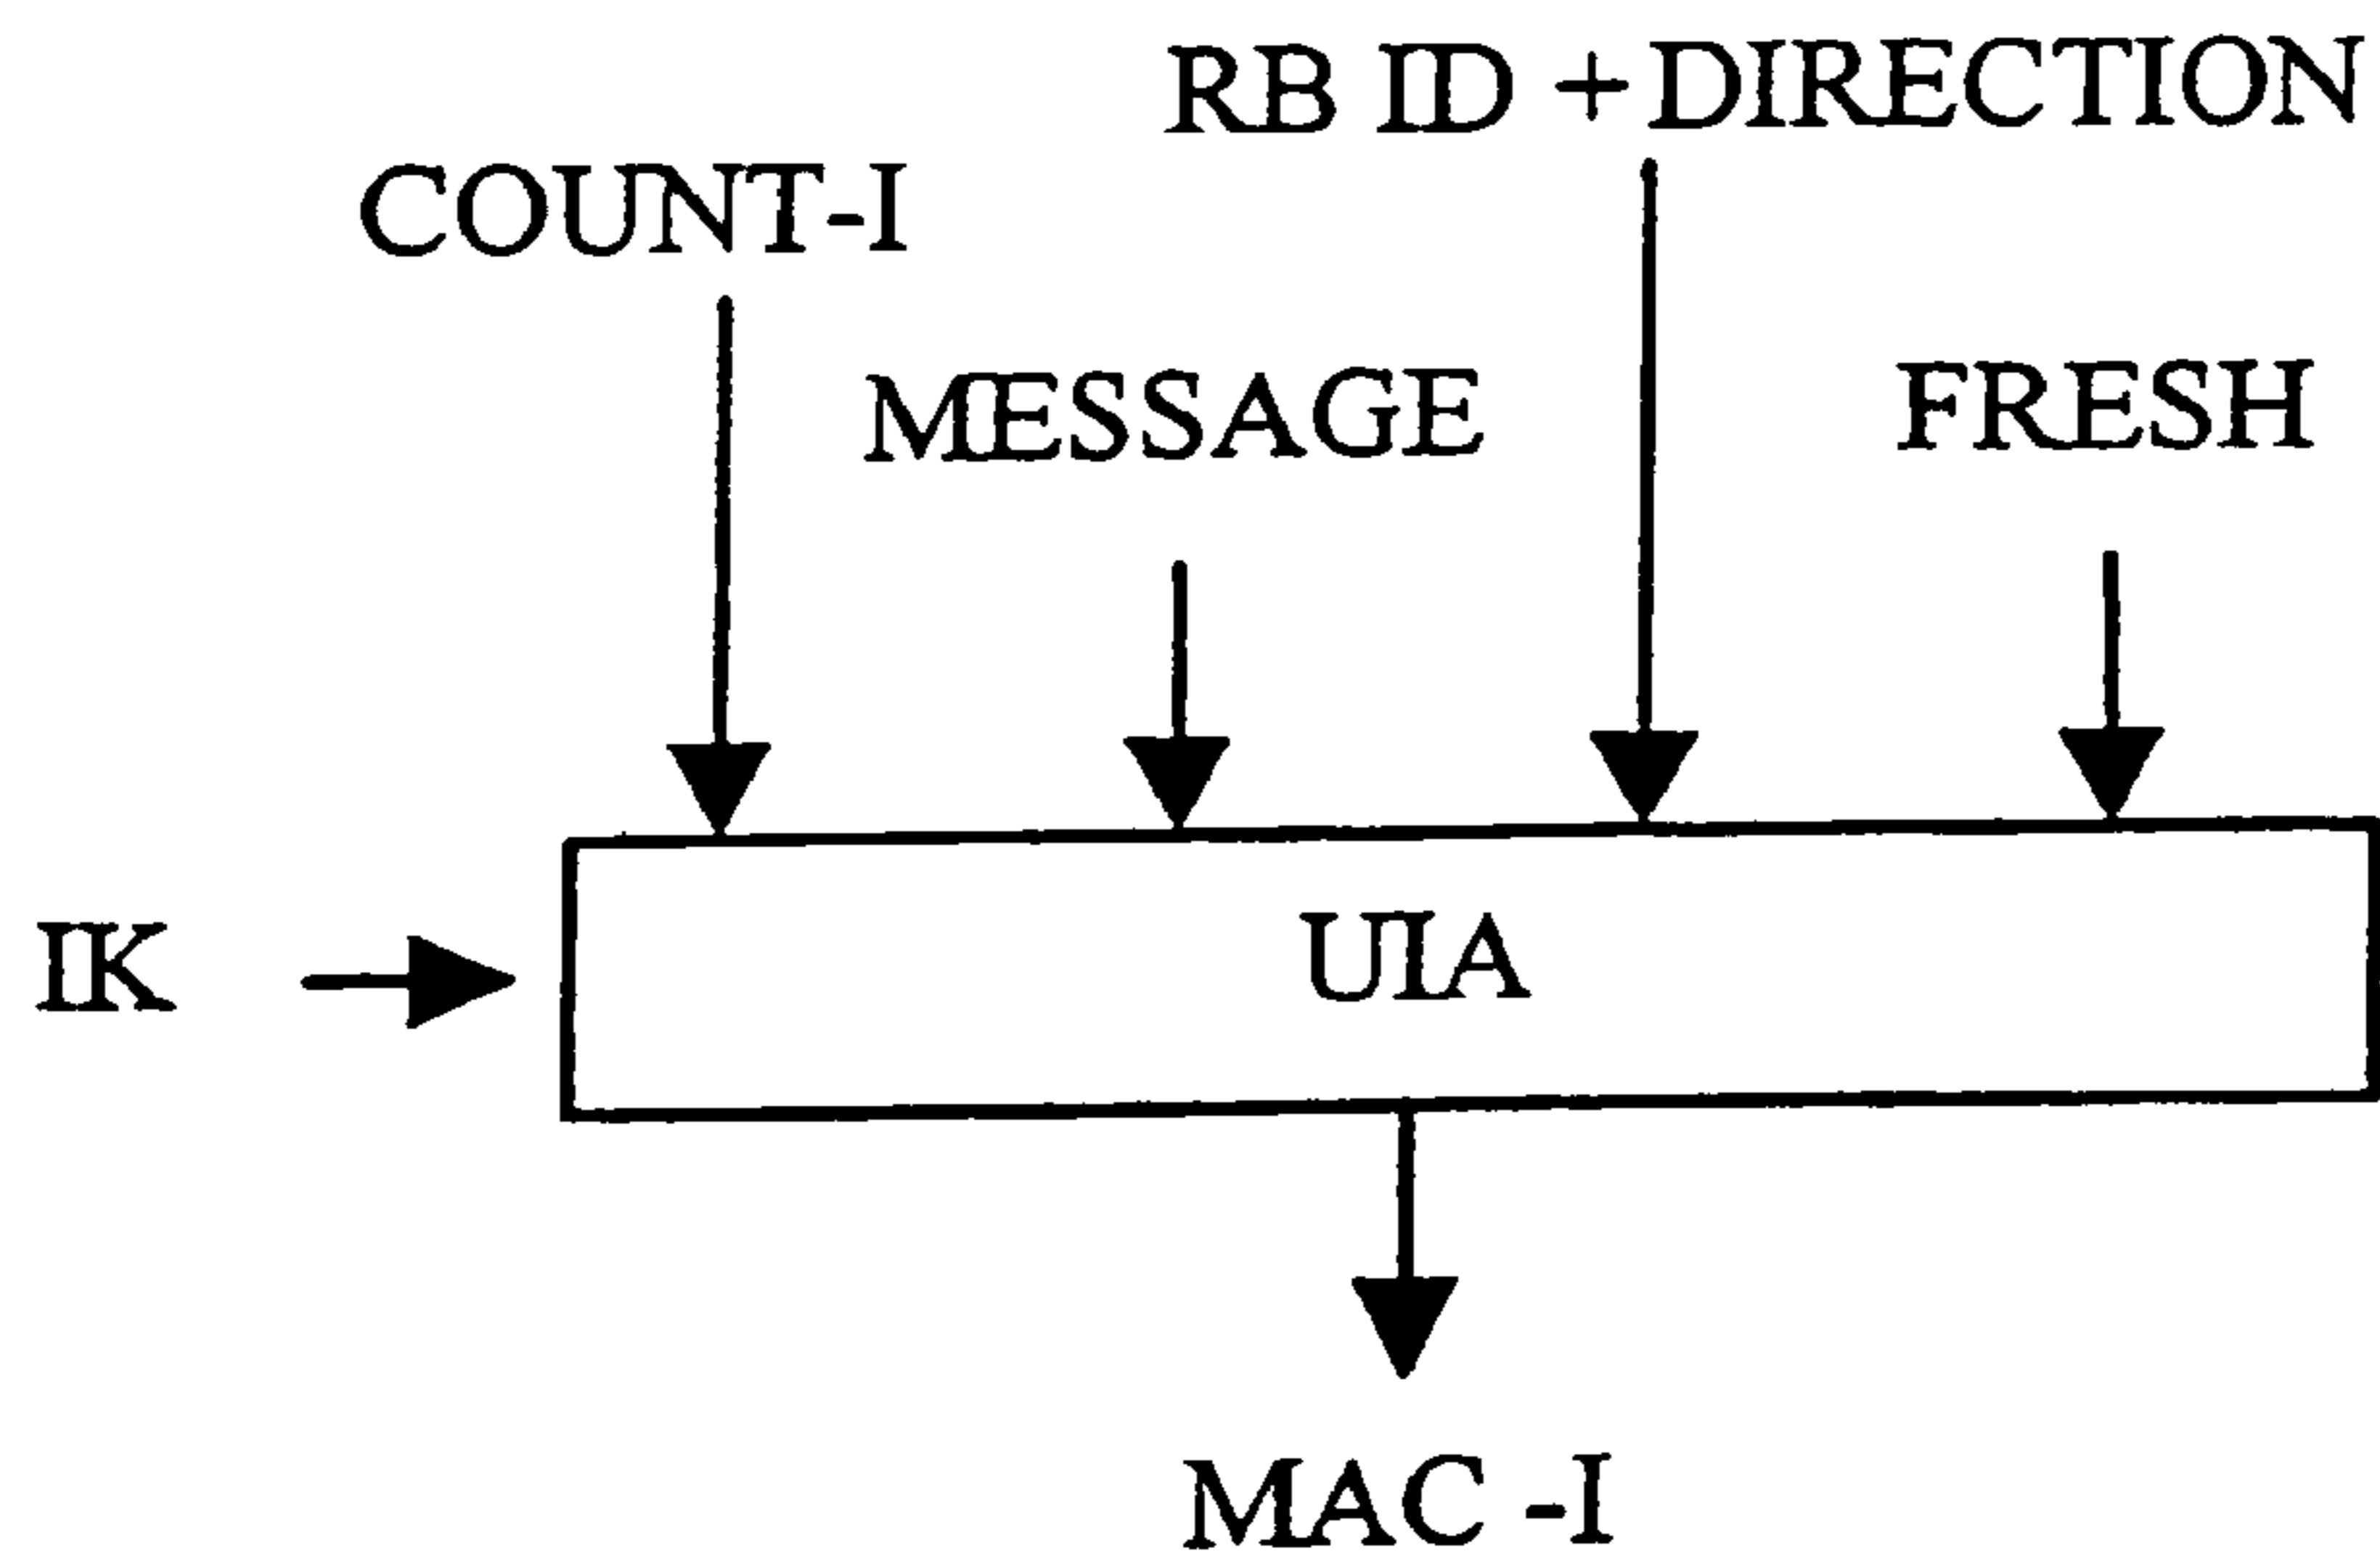 RB ID +DIRECTION
COUNT-I
MESSAGE
FRESH
IK
UIA
MAC -I